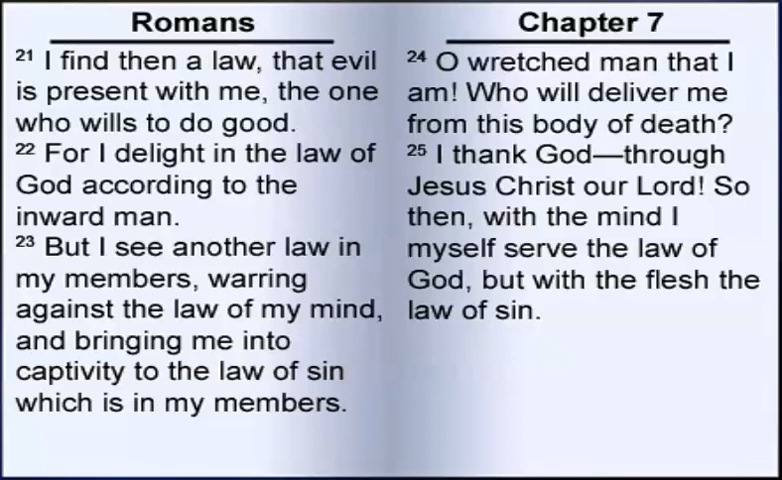 Romans
21 I find then a law, that evil
is present with me, the one
who wills to do good.
22 For I delight in the law of
God according to the
inward man.
23 But I see another law in
my members, warring
against the law of my mind,
and bringing me into
captivity to the law of sin
which is in my members.
Chapter 7
24 O wretched man that I
am! Who will deliver me
from this body of death?
25 I thank God—through
Jesus Christ our Lord! So
then, with the mind I
myself serve the law of
God, but with the flesh the
law of sin.